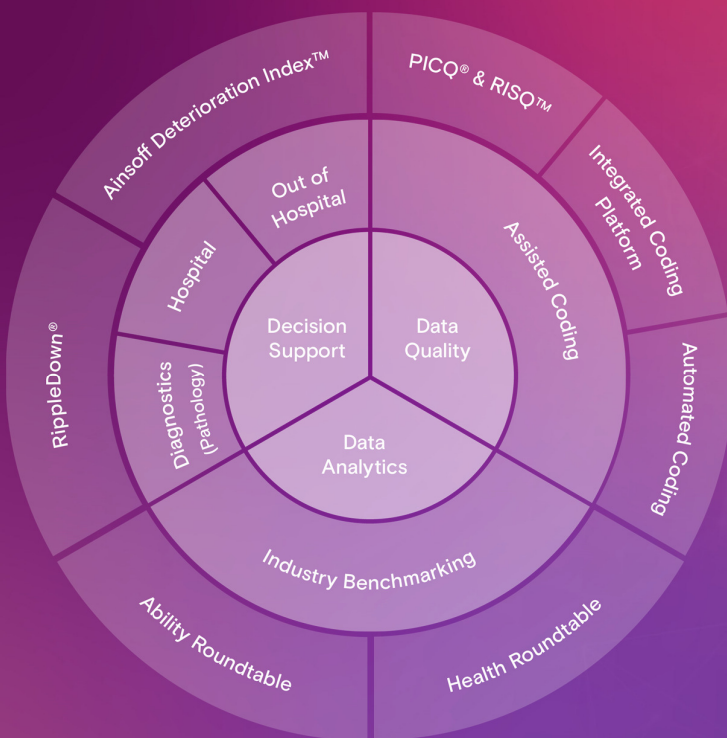 Ainsoff Deterioration Index™
PICQ® & RISQ™
Integrated Coding
Platform
Automated Coding
Health Roundtable
Ability Roundtable
RippleDown®
Out of
Hospital
Hospital
Diagnostics
(Pathology)
Assisted Coding
Industry Benchmarking
Decision
Support
Data
Quality
Data
Analytics